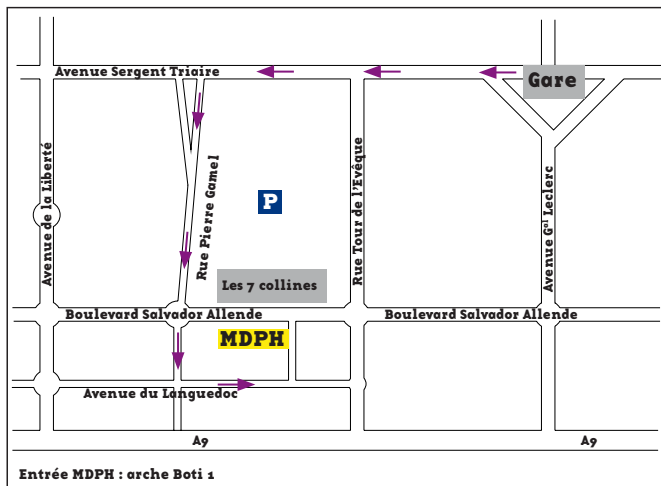 Avenue Sergent Triaire
Gare
Avenue de la Liberté
Rue Pierre Gamel
P
Rue Tour de l'Evêque
Avenue Gal Leclerc
Les 7 collines
Boulevard Salvador Allende
Boulevard Salvador Allende
MDPH
Avenue du Languedoc
A9
A9
Entrée MDPH : arche Boti 1